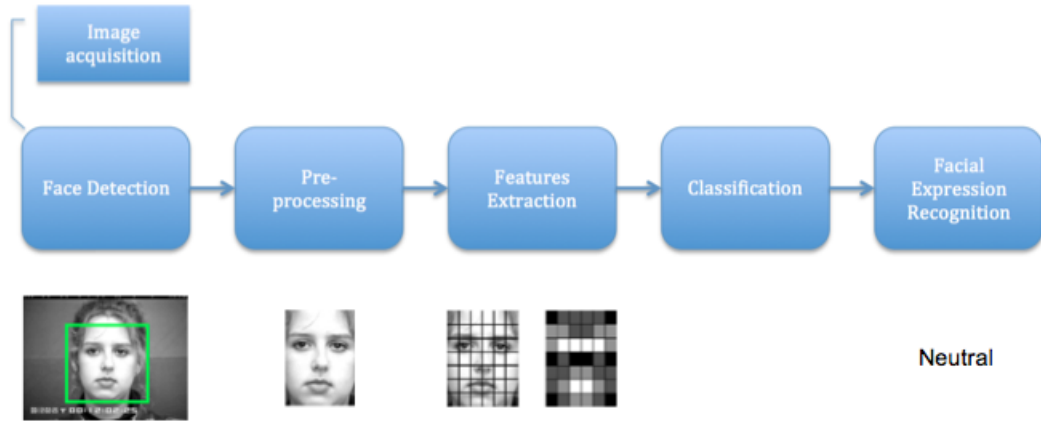 Image
acquisition
Face Detection
Pre-
processing
Features
Extraction
Classification
Facial
Expression
Recognition
Neutral